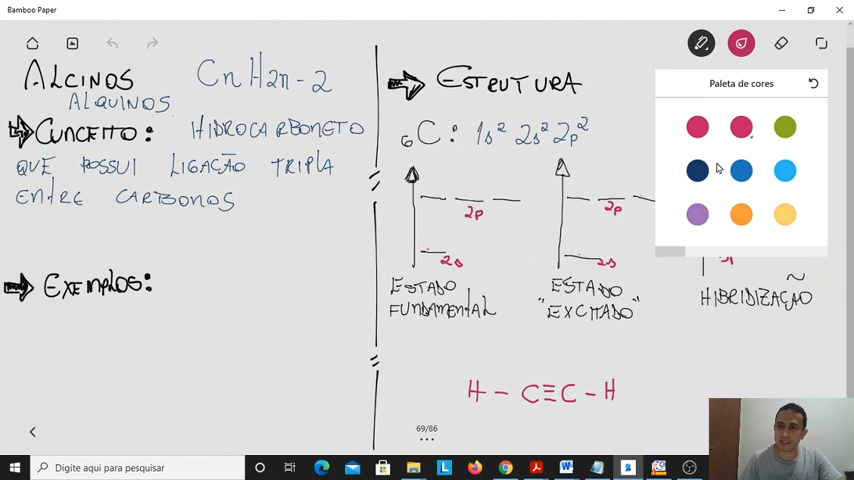 Bamboo Paper
ALCINOS CnH2n-2
ALQUINOS
CONCEITO: HIDROCARBONETO
QUE POSSUI LIGAÇÃO TRIPLA
ENTRE CARBONOS
EXEMPLOS:
ESTRUTURA
6C: 1s² 2s² 2p²
2p
2s
ESTADO
FUNDAMENTAL
2p
2s
ESTADO
"EXCITADO"
HIBRIDIZAÇÃO
H - C≡C - H
Paleta de cores
69/86
Digite aqui para pesquisar